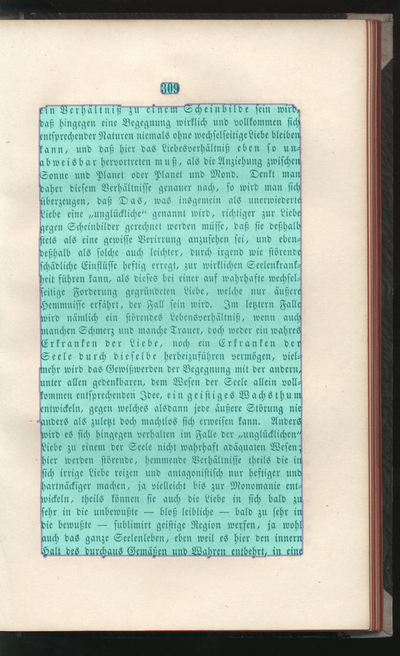 309
ein Verhältniß zu einem Scheinbilde sein wird,
daß hingegen eine Begegnung wirklich und vollkommen sich
entsprechender Naturen niemals ohne wechselseitige Liebe bleiben
kann, und daß hier das Liebesverhältniß eben so un-
abweisbar hervortreten muß, als die Anziehung zwischen
Sonne und Planet oder Planet und Mond. Denkt man
daher diesem Verhältnisse genauer nach, so wird man sich
überzeugen, daß Das, was insgemein als unerwiederte
Liebe eine „unglückliche“ genannt wird, richtiger zur Liebe
gegen Scheinbilder gerechnet werden müsse, daß sie deßhalb
stets als eine gewisse Verirrung anzusehen sei, und eben
deßhalb als solche auch leichter, durch irgend wie störende
schädliche Einflüsse heftig erregt, zur wirklichen Seelenkrank-
heit führen kann, als dieses bei einer auf wahrhafte wechsel-
seitige Forderung gegründeten Liebe, welche nur äußere
Hemmnisse erfährt, der Fall sein wird. Im letztern Falle
wird nämlich ein störendes Lebensverhältniß, wenn auch
manchen Schmerz und manche Trauer, doch weder ein wahres
Erkranken der Liebe, noch ein Erkranken der
Seele durch dieselbe herbeizuführen vermögen, viel-
mehr wird das Gewißwerden der Begegnung mit der andern,
unter allen gedenkbaren, dem Wesen der Seele allein voll-
kommen entsprechenden Idee, ein geistiges Wachsthum
entwickeln, gegen welches alsdann jede äußere Störung nie
anders als zuletzt doch machtlos sich erweisen kann. Anders
wird es sich hingegen verhalten im Falle der „unglücklichen“
Liebe zu einem der Seele nicht wahrhaft adäquaten Wesen;
hier werden störende, hemmende Verhältnisse theils die in
sich irrige Liebe reizen und antagonistisch nur heftiger und
hartnäckiger machen, ja vielleicht bis zur Monomanie ent-
wickeln, theils können sie auch die Liebe in sich bald zu
sehr in die unbewußte — bloß leibliche — bald zu sehr in
die bewußte — sublimirt geistige Region werfen, ja wohl
auch das ganze Seelenleben, eben weil es hier den innern
Halt des durchaus Gemäßen und Wahren entbehrt, in eine